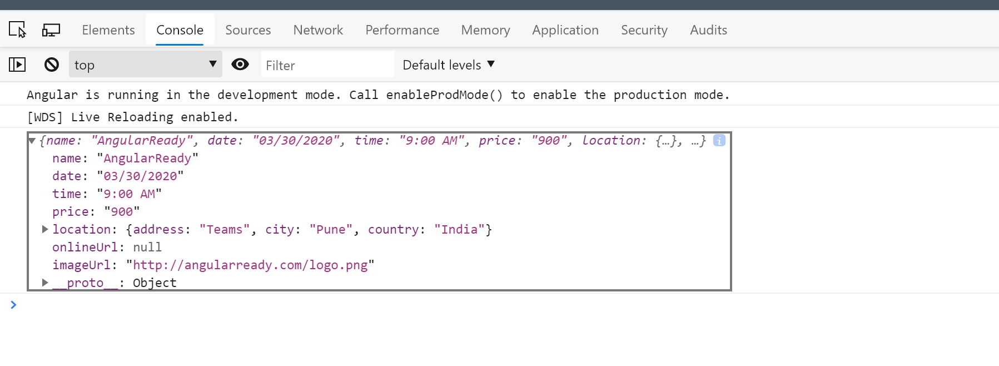 Elements Console Sources Network Performance Memory Application Security Audits
top Filter Default levels
Angular is running in the development mode. Call enableProdMode() to enable the production mode.
[WDS] Live Reloading enabled.
{name: "AngularReady", date: "03/30/2020", time: "9:00 AM", price: "900", location: {…}, …} i
name: "AngularReady"
date: "03/30/2020"
time: "9:00 AM"
price: "900"
location: {address: "Teams", city: "Pune", country: "India"}
onlineUrl: null
imageUrl: "http://angularready.com/logo.png"
__proto__: Object